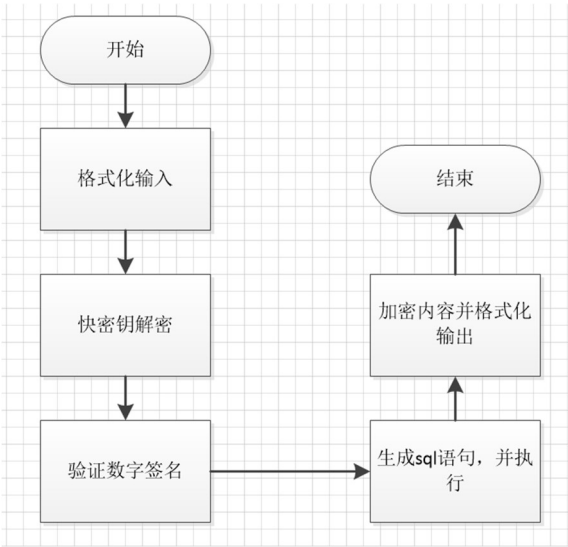 开始
格式化输入
快密钥解密
验证数字签名
生成sql语句，并执
行
加密内容并格式化
输出
结束